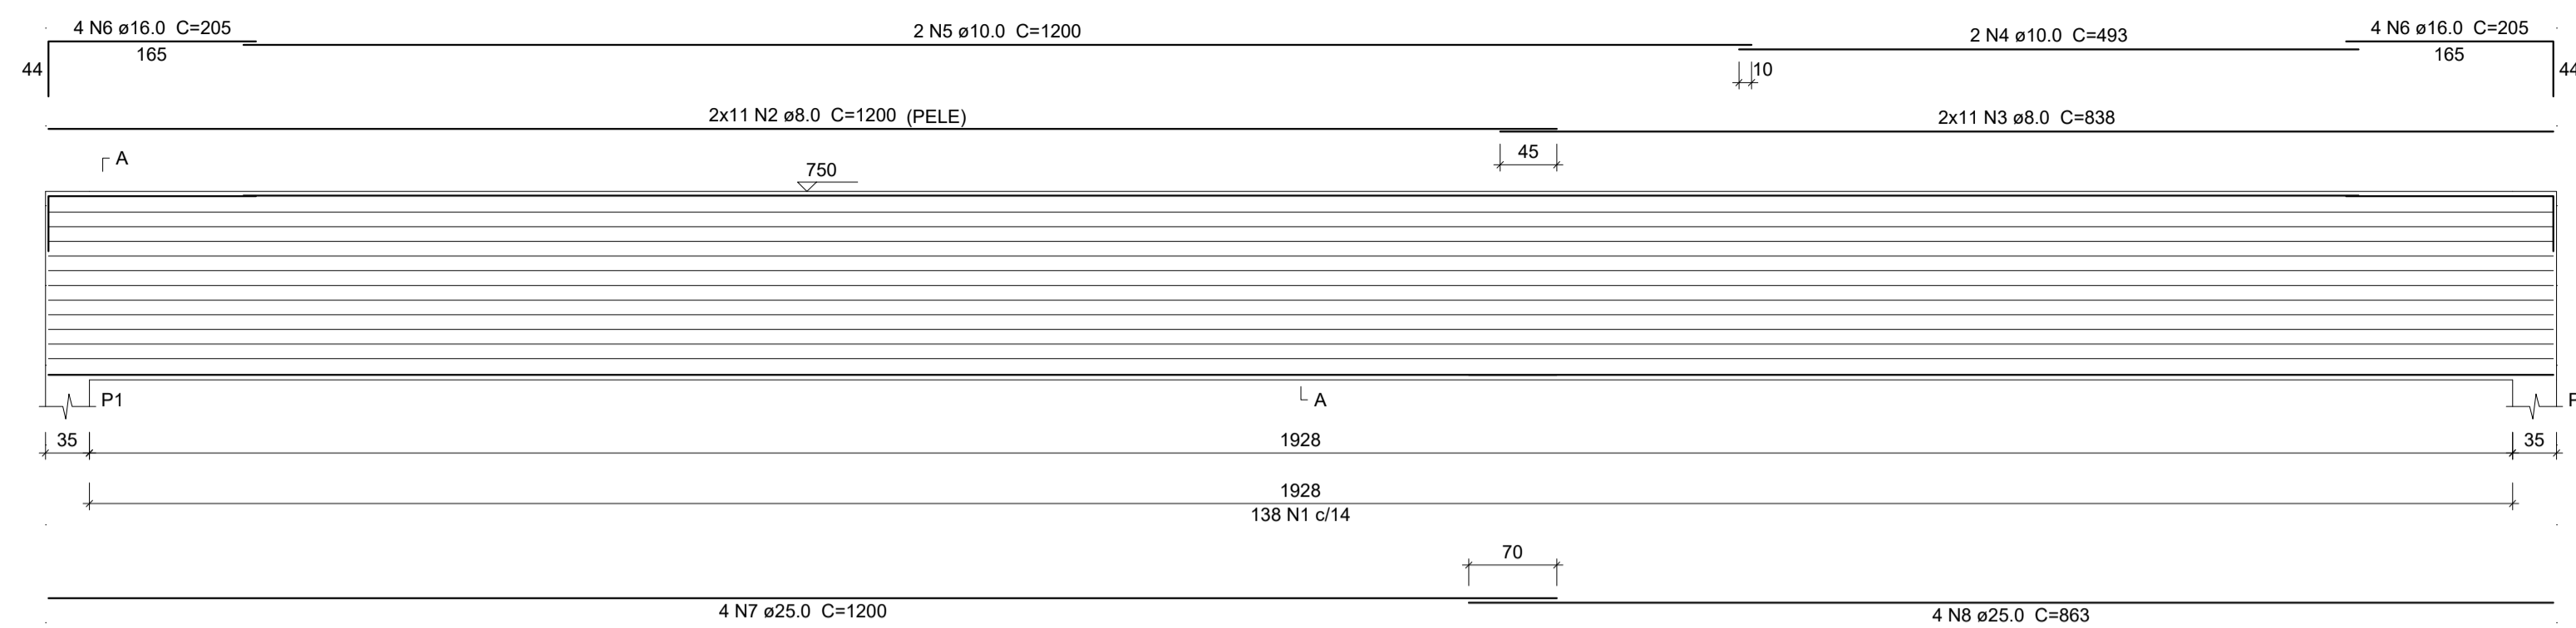 4 N6 ø16.0 C=205
2 N5 ø10.0 C=1200
2 N4 ø10.0 C=493
4 N6 ø16.0 C=205
165
165
44
10
44
2x11 N2 ø8.0 C=1200 (PELE)
2x11 N3 ø8.0 C=838
A
45
750
P1
A
35
1928
35
1928
138 N1 c/14
70
4 N7 ø25.0 C=1200
4 N8 ø25.0 C=863